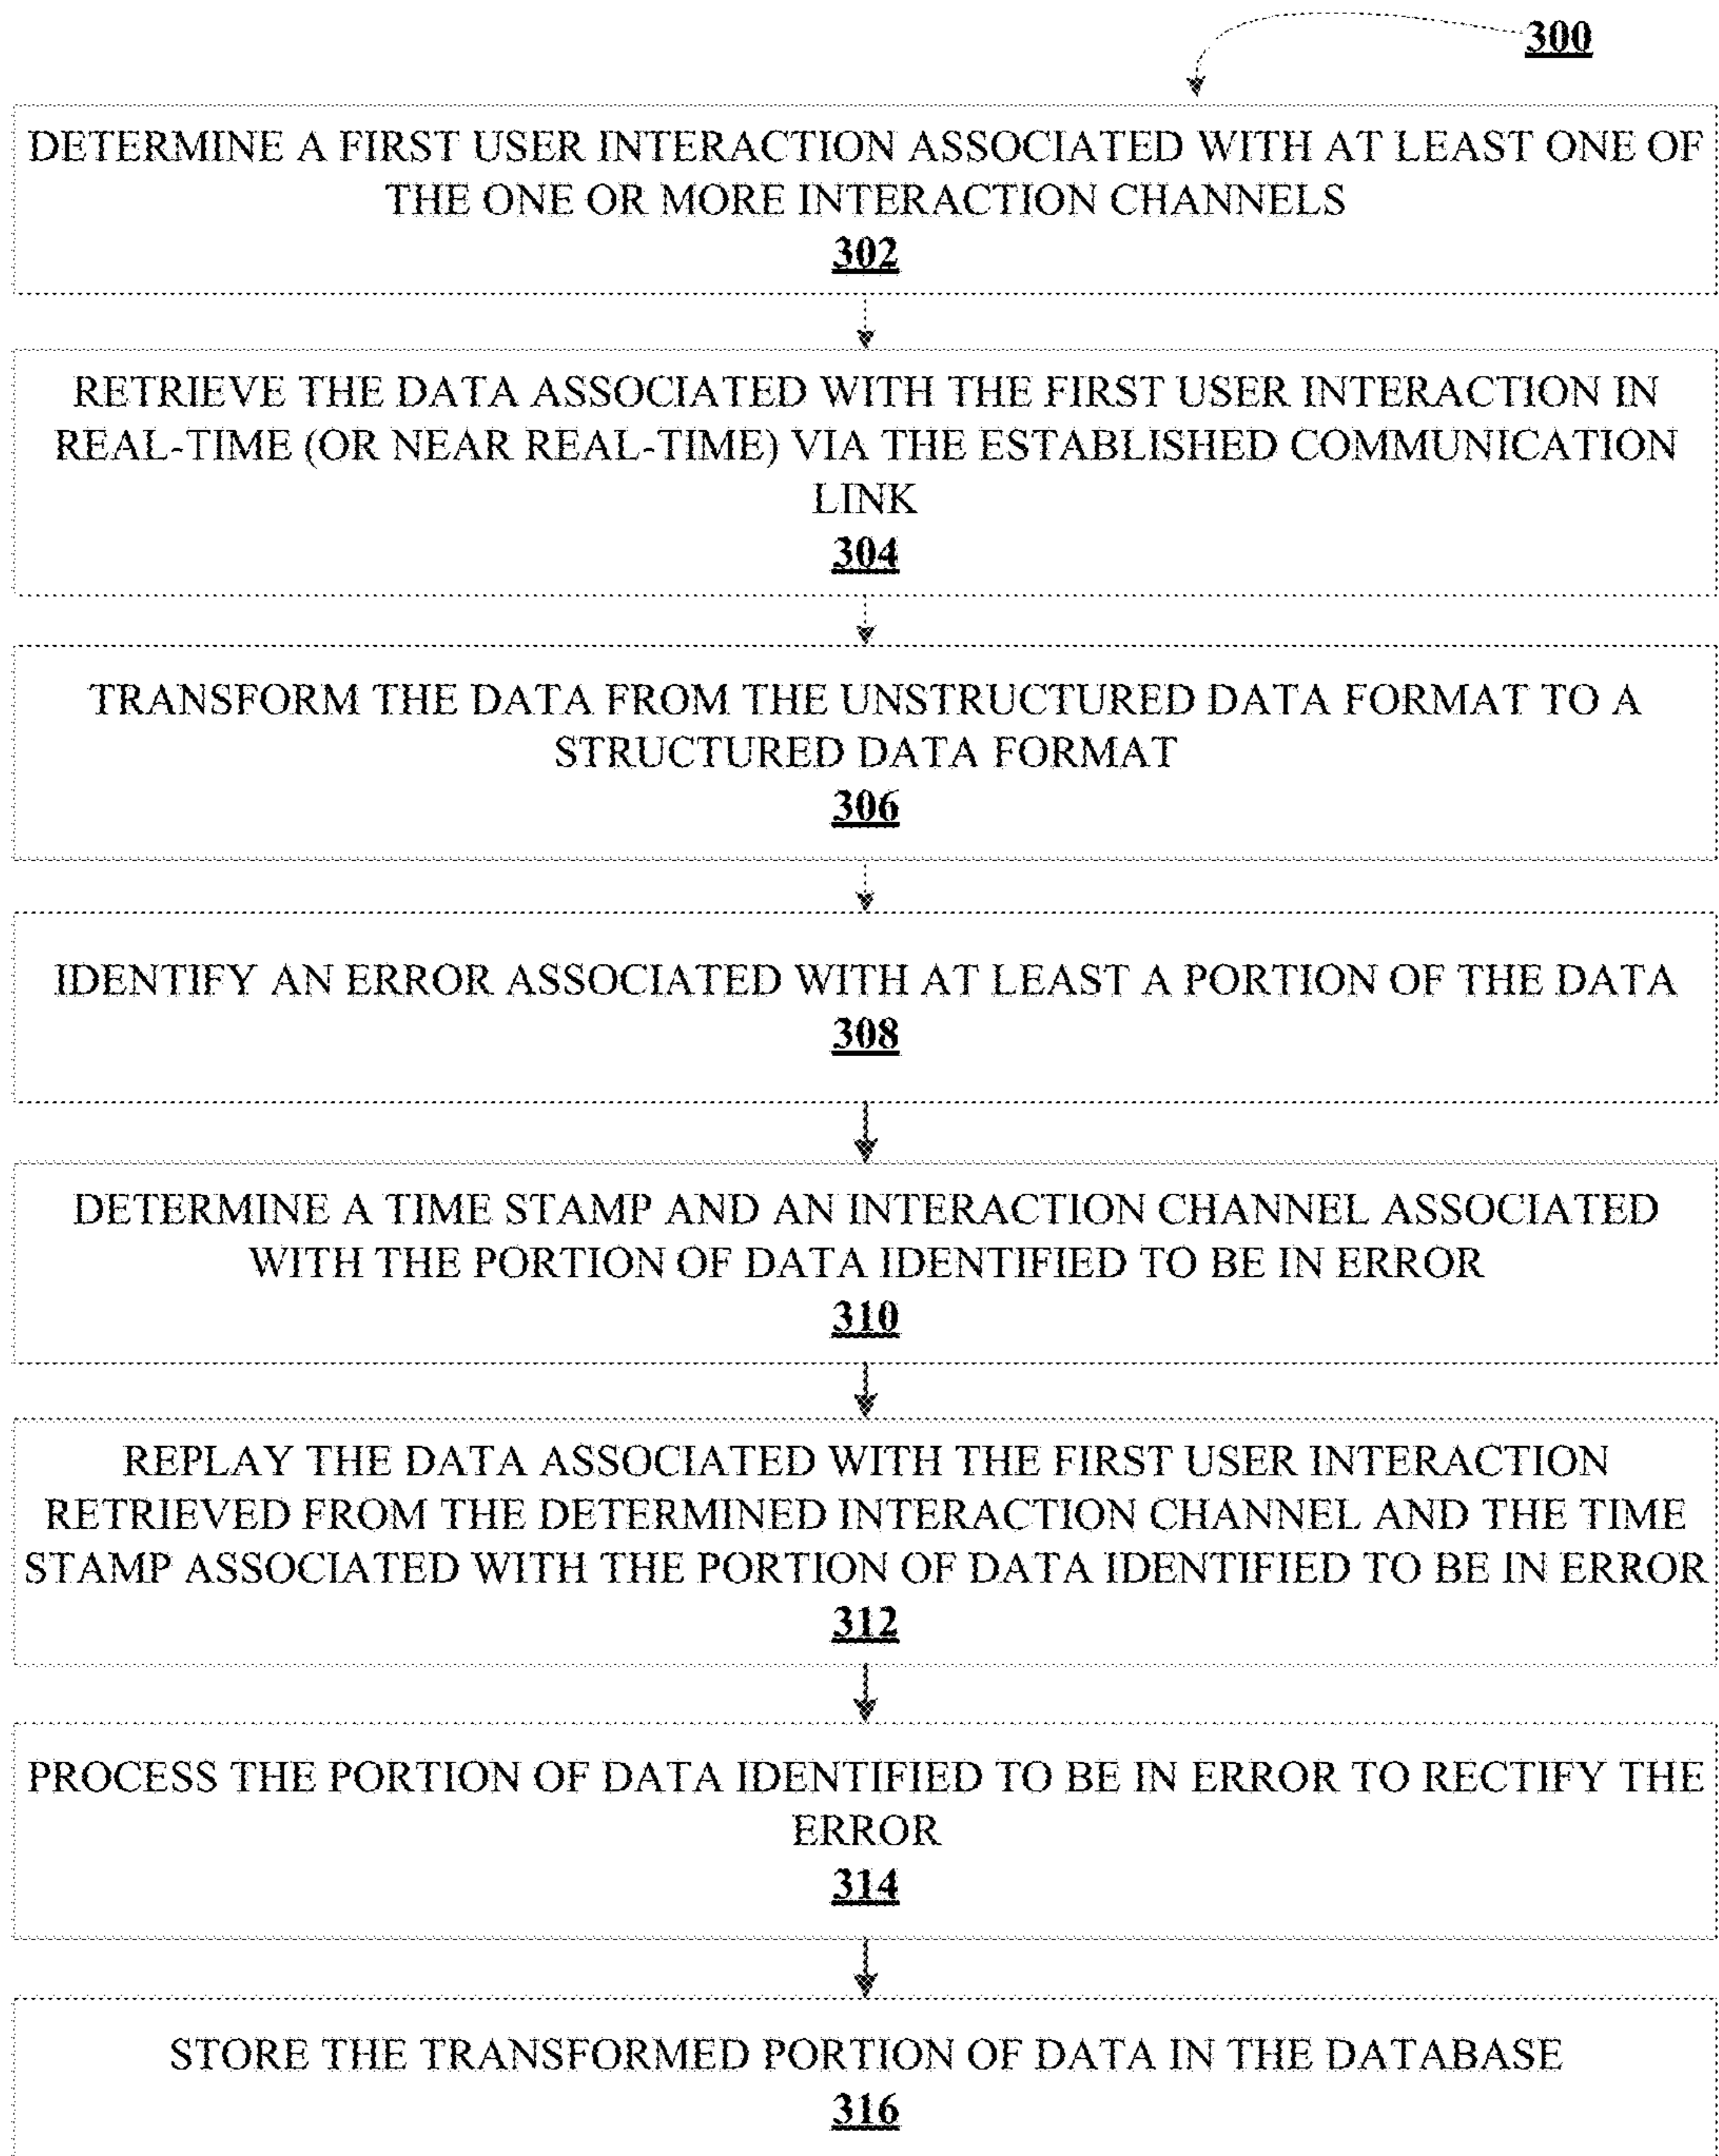 300
DETERMINE A FIRST USER INTERACTION ASSOCIATED WITH AT LEAST ONE OF
THE ONE OR MORE INTERACTION CHANNELS
302
RETRIEVE THE DATA ASSOCIATED WITH THE FIRST USER INTERACTION IN
REAL-TIME (OR NEAR REAL-TIME) VIA THE ESTABLISHED COMMUNICATION
LINK
304
TRANSFORM THE DATA FROM THE UNSTRUCTURED DATA FORMAT TO A
STRUCTURED DATA FORMAT
306
IDENTIFY AN ERROR ASSOCIATED WITH AT LEAST A PORTION OF THE DATA
308
DETERMINE A TIME STAMP AND AN INTERACTION CHANNEL ASSOCIATED
WITH THE PORTION OF DATA IDENTIFIED TO BE IN ERROR
310
REPLAY THE DATA ASSOCIATED WITH THE FIRST USER INTERACTION
RETRIEVED FROM THE DETERMINED INTERACTION CHANNEL AND THE TIME
STAMP ASSOCIATED WITH THE PORTION OF DATA IDENTIFIED TO BE IN ERROR
312
PROCESS THE PORTION OF DATA IDENTIFIED TO BE IN ERROR TO RECTIFY THE
ERROR
314
STORE THE TRANSFORMED PORTION OF DATA IN THE DATABASE
316